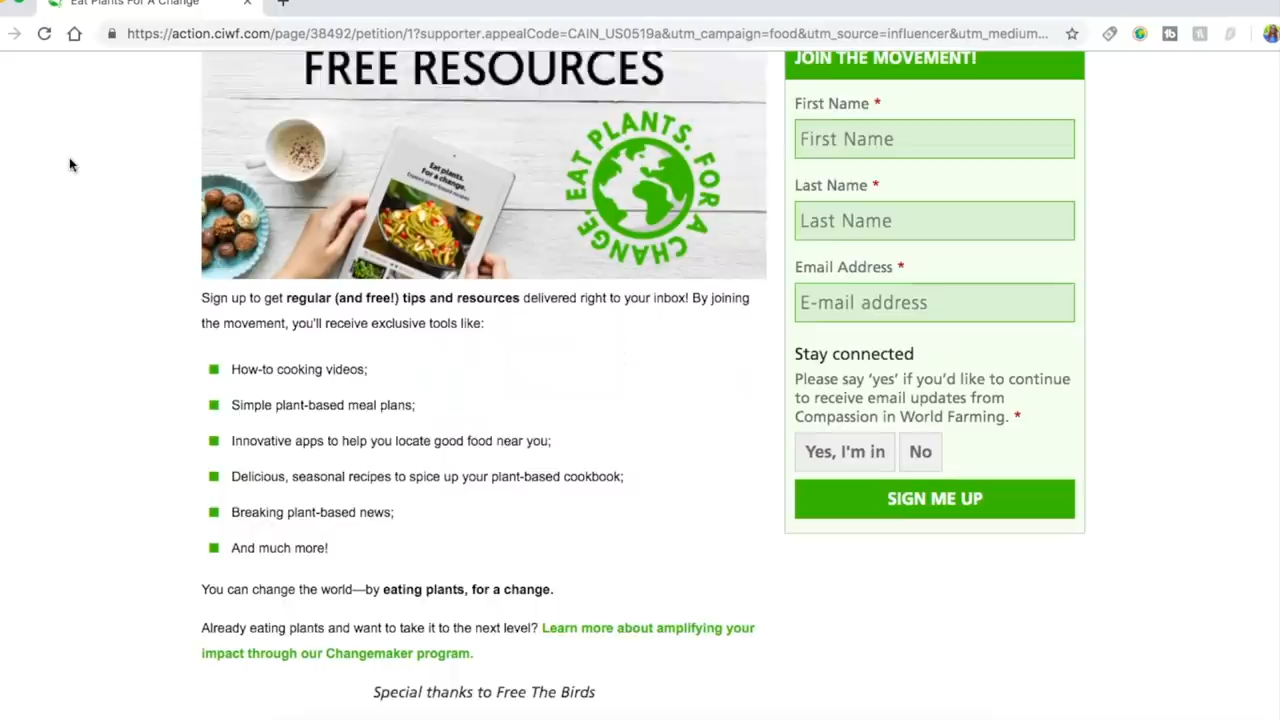 Eat Plants For A Change
https://action.ciwf.com/page/38492/petition/1?supporter.appealCode=CAIN_US0519a&utm_campaign=food&utm_source=influencer&utm_medium...
FREE RESOURCES
EAT PLANTS. FOR A CHANGE.
Eat plants.
For a change.
Explore plant-based recipes
Sign up to get regular (and free!) tips and resources delivered right to your inbox! By joining
the movement, you'll receive exclusive tools like:
How-to cooking videos;
Simple plant-based meal plans;
Innovative apps to help you locate good food near you;
Delicious, seasonal recipes to spice up your plant-based cookbook;
Breaking plant-based news;
And much more!
You can change the world—by eating plants, for a change.
Already eating plants and want to take it to the next level? Learn more about amplifying your
impact through our Changemaker program.
Special thanks to Free The Birds
JOIN THE MOVEMENT!
First Name *
First Name
Last Name *
Last Name
Email Address *
E-mail address
Stay connected
Please say ‘yes’ if you’d like to continue
to receive email updates from
Compassion in World Farming. *
Yes, I'm in
No
SIGN ME UP